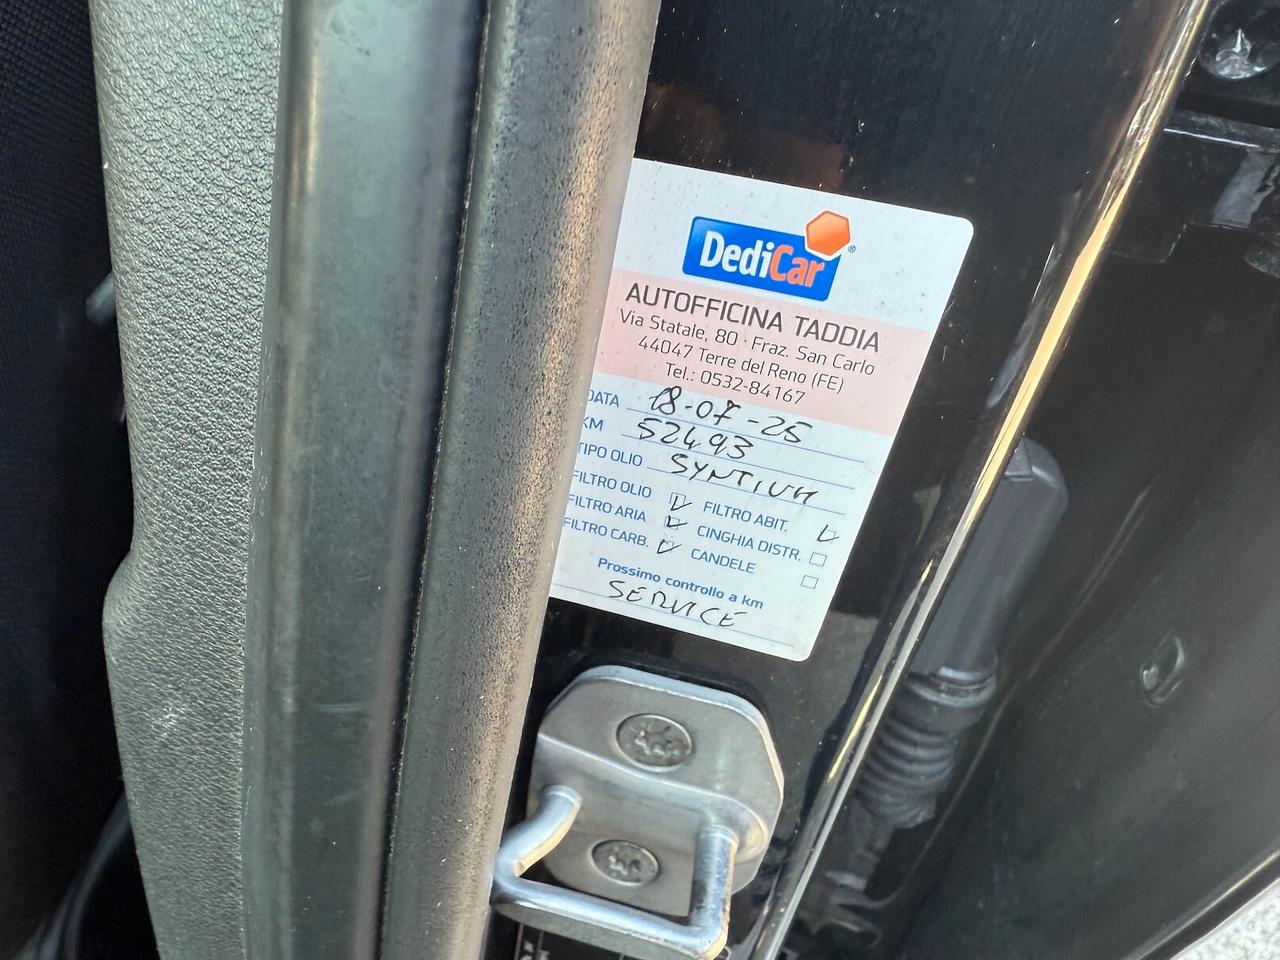 DediCar®
AUTOFFICINA TADDIA
Via Statale, 80 · Fraz. San Carlo
44047 Terre del Reno (FE)
Tel.: 0532-84167
DATA 18-07-25
KM 52493
TIPO OLIO SYNTIUM
FILTRO OLIO FILTRO ABIT.
FILTRO ARIA CINGHIA DISTR.
FILTRO CARB. CANDELE
Prossimo controllo a km
SERVICE